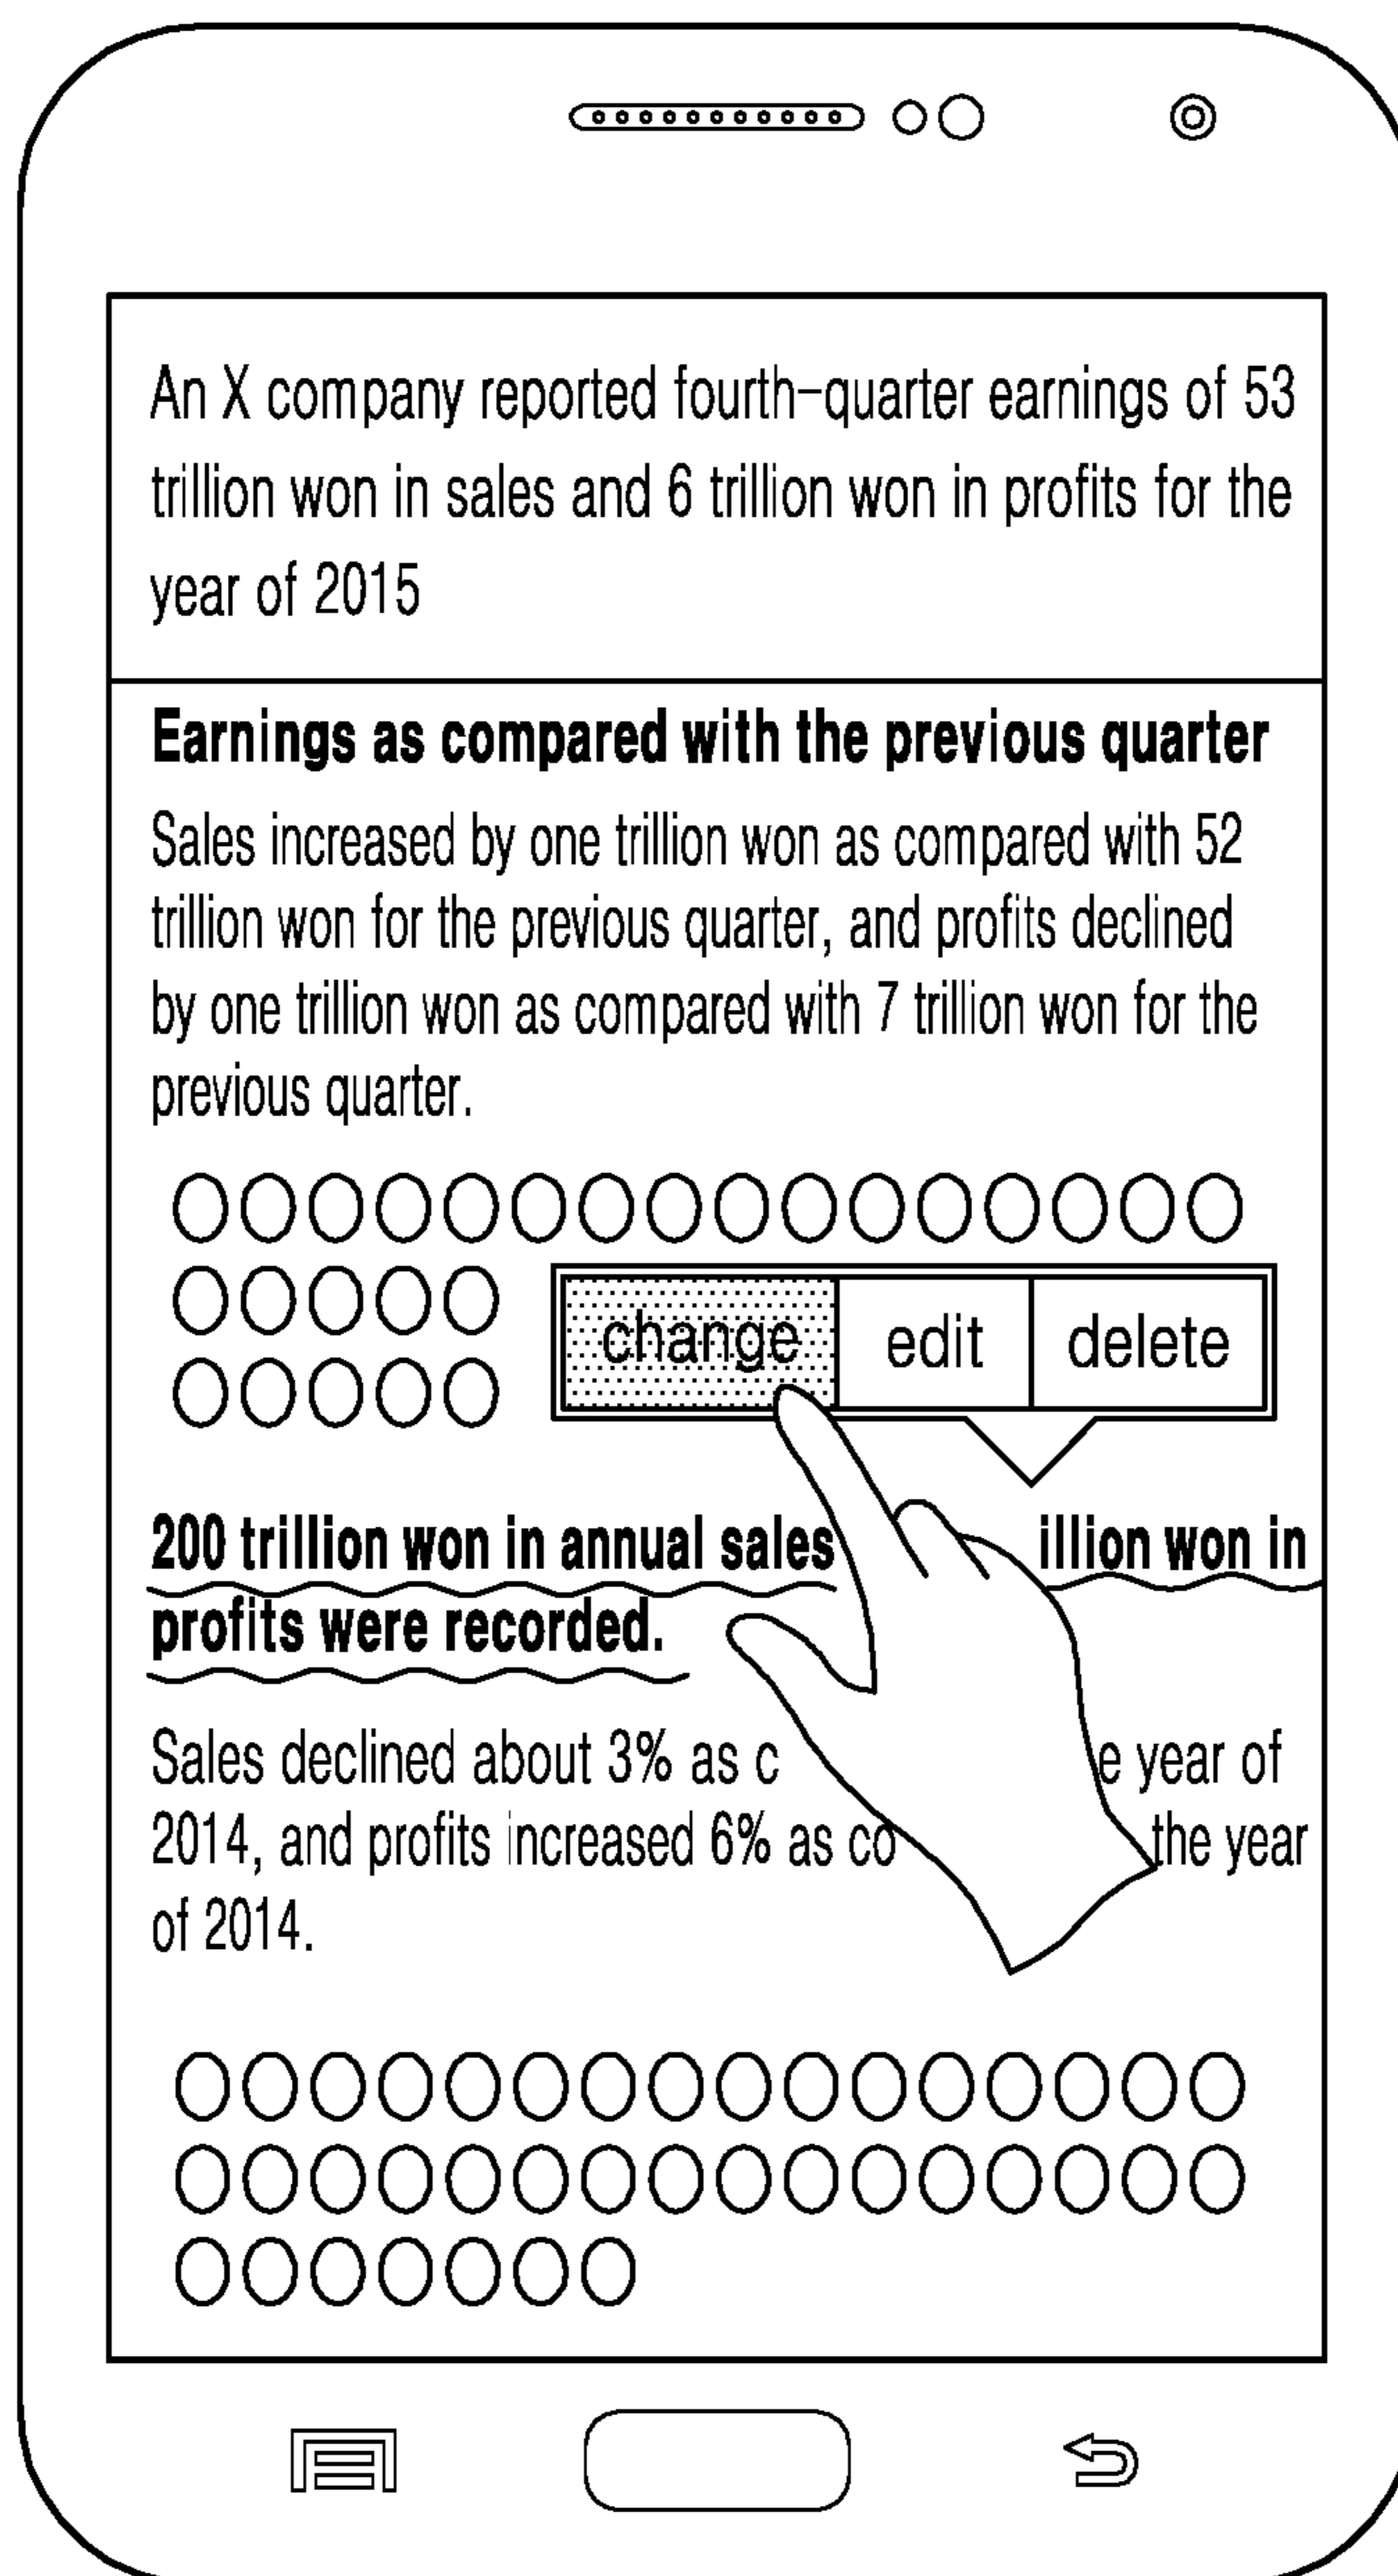 An X company reported fourth-quarter earnings of 53
trillion won in sales and 6 trillion won in profits for the
year of 2015
Earnings as compared with the previous quarter
Sales increased by one trillion won as compared with 52
trillion won for the previous quarter, and profits declined
by one trillion won as compared with 7 trillion won for the
previous quarter.
change edit delete
200 trillion won in annual sales illion won in
profits were recorded.
Sales declined about 3% as c e year of
2014, and profits increased 6% as co the year
of 2014.